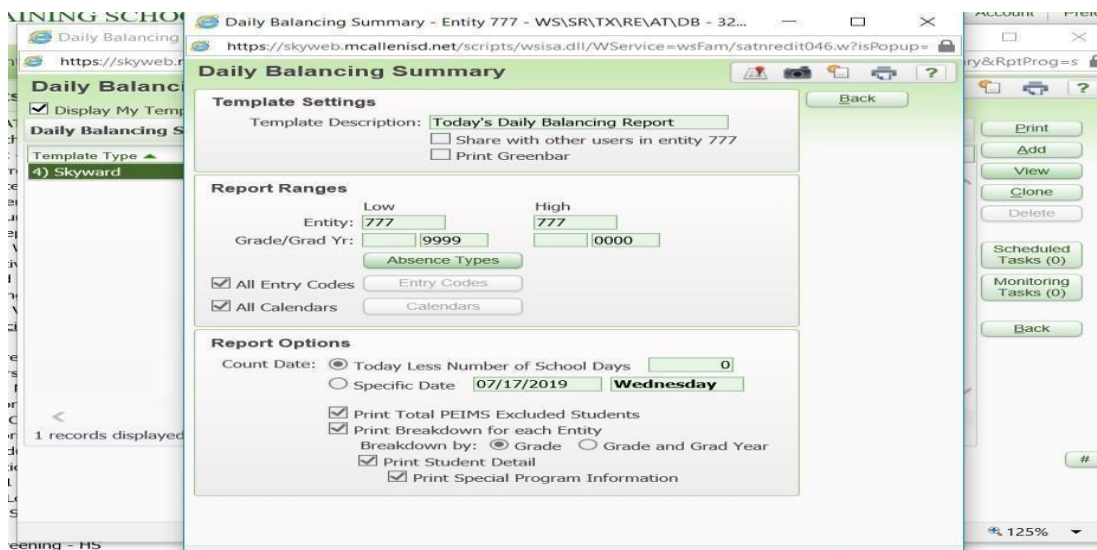 AINING SCHO
Account Prefe
Daily Balancing
https://skyweb.r
Daily Balanci
Display My Temp
Daily Balancing S
Template Type
4) Skyward
1 records displayed
eening - HS
Daily Balancing Summary - Entity 777 - WS\SR\TX\RE\AT\DB - 32...
https://skyweb.mcallenisd.net/scripts/wsisa.dll/WService=wsFam/satnredit046.w?isPopup=
Daily Balancing Summary
?
Back
Template Settings
Template Description: Today's Daily Balancing Report
Share with other users in entity 777
Print Greenbar
Report Ranges
Low High
Entity: 777 777
Grade/Grad Yr: 9999 0000
Absence Types
All Entry Codes Entry Codes
All Calendars Calendars
Report Options
Count Date: Today Less Number of School Days 0
Specific Date 07/17/2019 Wednesday
Print Total PEIMS Excluded Students
Print Breakdown for each Entity
Breakdown by: Grade Grade and Grad Year
Print Student Detail
Print Special Program Information
ry&RptProg=s
?
Print
Add
View
Clone
Delete
Scheduled
Tasks (0)
Monitoring
Tasks (0)
Back
#
125%